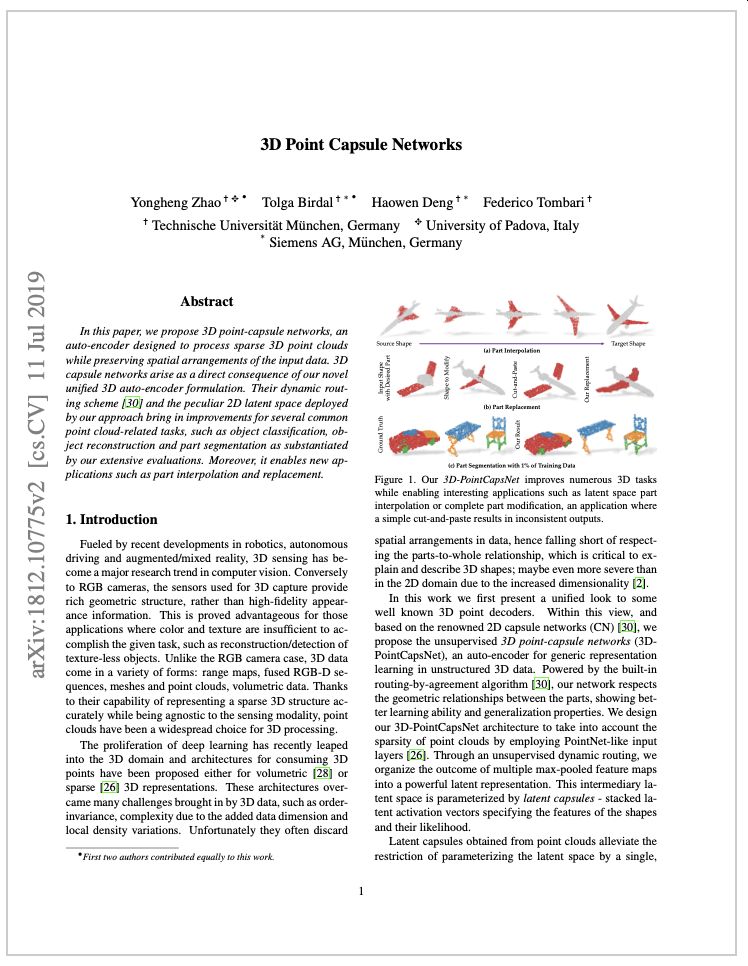 3D Point Capsule Networks
Yongheng Zhao † ✥ • Tolga Birdal † * • Haowen Deng † * Federico Tombari †
† Technische Universität München, Germany ✥ University of Padova, Italy
* Siemens AG, München, Germany
arXiv:1812.10775v2 [cs.CV] 11 Jul 2019
Abstract
In this paper, we propose 3D point-capsule networks, an
auto-encoder designed to process sparse 3D point clouds
while preserving spatial arrangements of the input data. 3D
capsule networks arise as a direct consequence of our novel
unified 3D auto-encoder formulation. Their dynamic rout-
ing scheme [30] and the peculiar 2D latent space deployed
by our approach bring in improvements for several common
point cloud-related tasks, such as object classification, ob-
ject reconstruction and part segmentation as substantiated
by our extensive evaluations. Moreover, it enables new ap-
plications such as part interpolation and replacement.
1. Introduction
Fueled by recent developments in robotics, autonomous
driving and augmented/mixed reality, 3D sensing has be-
come a major research trend in computer vision. Conversely
to RGB cameras, the sensors used for 3D capture provide
rich geometric structure, rather than high-fidelity appear-
ance information. This is proved advantageous for those
applications where color and texture are insufficient to ac-
complish the given task, such as reconstruction/detection of
texture-less objects. Unlike the RGB camera case, 3D data
come in a variety of forms: range maps, fused RGB-D se-
quences, meshes and point clouds, volumetric data. Thanks
to their capability of representing a sparse 3D structure ac-
curately while being agnostic to the sensing modality, point
clouds have been a widespread choice for 3D processing.
The proliferation of deep learning has recently leaped
into the 3D domain and architectures for consuming 3D
points have been proposed either for volumetric [28] or
sparse [26] 3D representations. These architectures over-
came many challenges brought in by 3D data, such as order-
invariance, complexity due to the added data dimension and
local density variations. Unfortunately they often discard
•First two authors contributed equally to this work.
Source Shape
Target Shape
(a) Part Interpolation
Input Shape
with Desired Part
Shape to Modify
Cut-and-Paste
Our Replacement
(b) Part Replacement
Ground Truth
Our Result
(c) Part Segmentation with 1% of Training Data
Figure 1. Our 3D-PointCapsNet improves numerous 3D tasks
while enabling interesting applications such as latent space part
interpolation or complete part modification, an application where
a simple cut-and-paste results in inconsistent outputs.
spatial arrangements in data, hence falling short of respect-
ing the parts-to-whole relationship, which is critical to ex-
plain and describe 3D shapes; maybe even more severe than
in the 2D domain due to the increased dimensionality [2].
In this work we first present a unified look to some
well known 3D point decoders. Within this view, and
based on the renowned 2D capsule networks (CN) [30], we
propose the unsupervised 3D point-capsule networks (3D-
PointCapsNet), an auto-encoder for generic representation
learning in unstructured 3D data. Powered by the built-in
routing-by-agreement algorithm [30], our network respects
the geometric relationships between the parts, showing bet-
ter learning ability and generalization properties. We design
our 3D-PointCapsNet architecture to take into account the
sparsity of point clouds by employing PointNet-like input
layers [26]. Through an unsupervised dynamic routing, we
organize the outcome of multiple max-pooled feature maps
into a powerful latent representation. This intermediary la-
tent space is parameterized by latent capsules - stacked la-
tent activation vectors specifying the features of the shapes
and their likelihood.
Latent capsules obtained from point clouds alleviate the
restriction of parameterizing the latent space by a single,
1